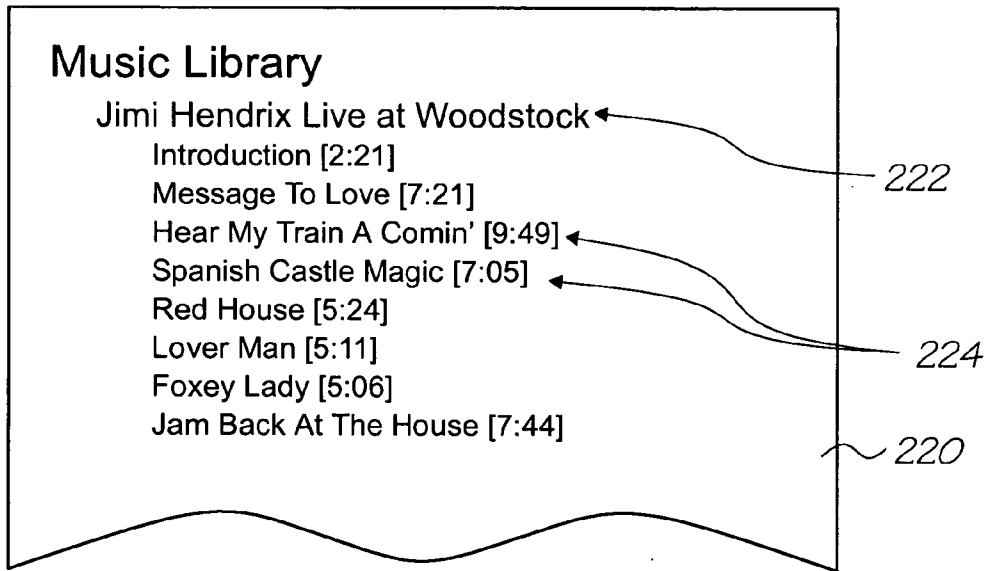 Music Library
Jimi Hendrix Live at Woodstock
222
Introduction [2:21]
Message To Love [7:21]
Hear My Train A Comin' [9:49]
Spanish Castle Magic [7:05]
Red House [5:24]
224
Lover Man [5:11]
Foxey Lady [5:06]
Jam Back At The House [7:44]
220